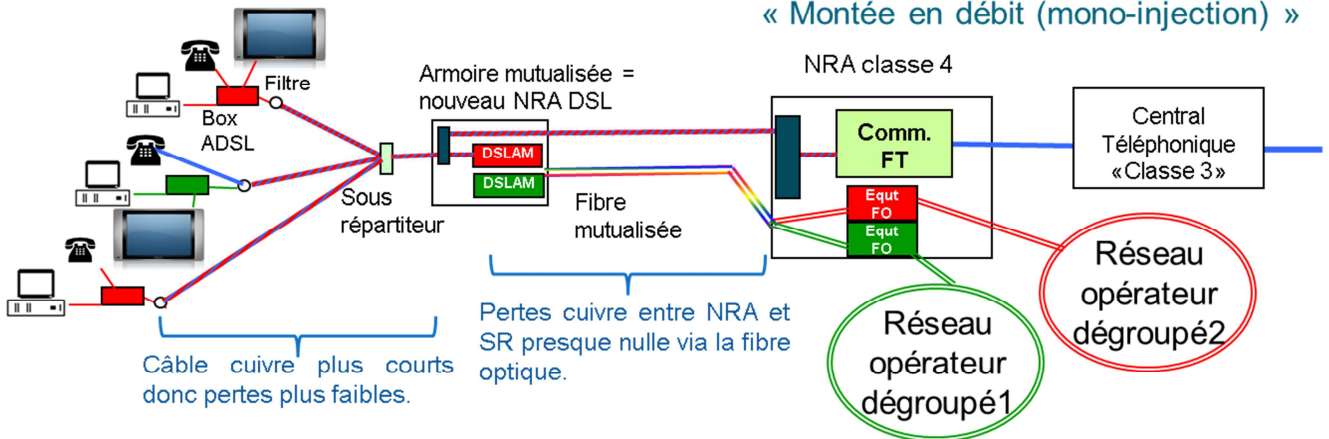 « Montée en débit (mono-injection) »
Filtre
Box
ADSL
Sous
répartiteur
Armoire mutualisée =
nouveau NRA DSL
DSLAM
DSLAM
Fibre
mutualisée
NRA classe 4
Comm.
FT
Equt
FO
Equt
FO
Central
Téléphonique
«Classe 3»
Câble cuivre plus courts
donc pertes plus faibles.
Pertes cuivre entre NRA et
SR presque nulle via la fibre
optique.
Réseau
opérateur
dégroupé1
Réseau
opérateur
dégroupé2